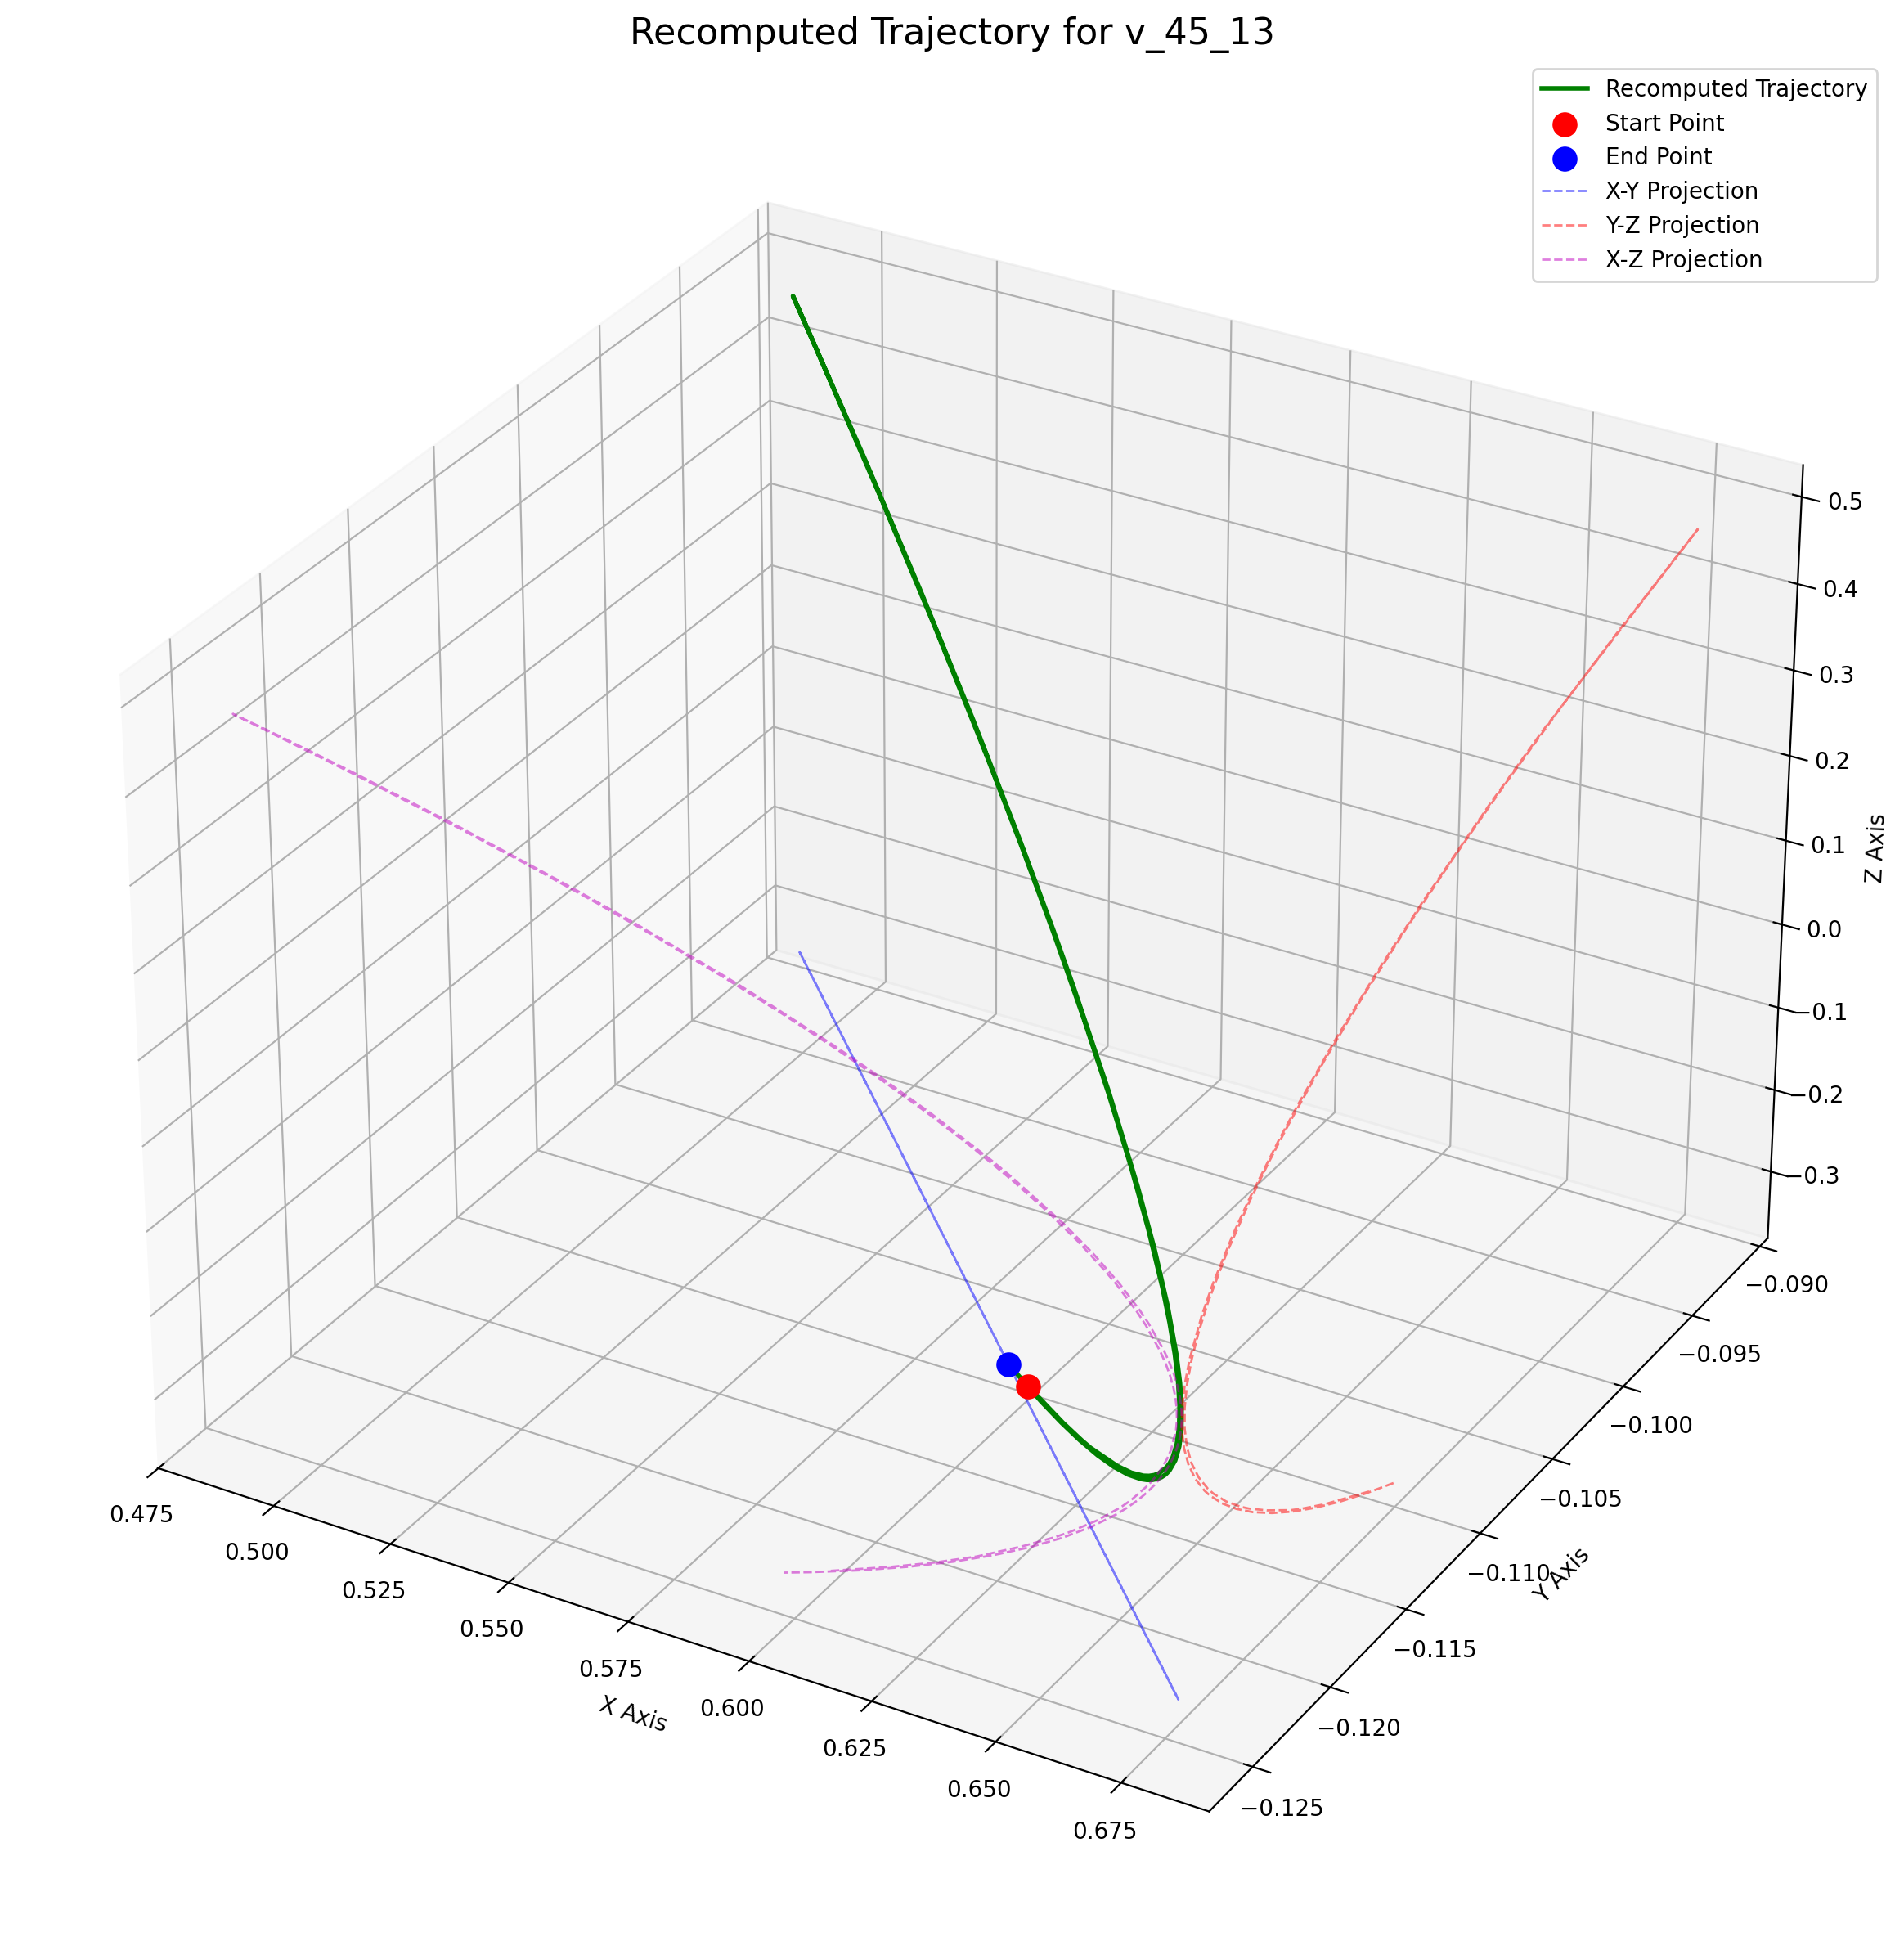 Recomputed Trajectory for v_45_13
Recomputed Trajectory
Start Point
End Point
X-Y Projection
Y-Z Projection
X-Z Projection
0.5
0.4
0.3
0.2
0.1
0.0
−0.1
−0.2
−0.3
Z Axis
−0.090
−0.095
−0.100
−0.105
−0.110
−0.115
−0.120
−0.125
Y Axis
0.475
0.500
0.525
0.550
0.575
0.600
0.625
0.650
0.675
X Axis